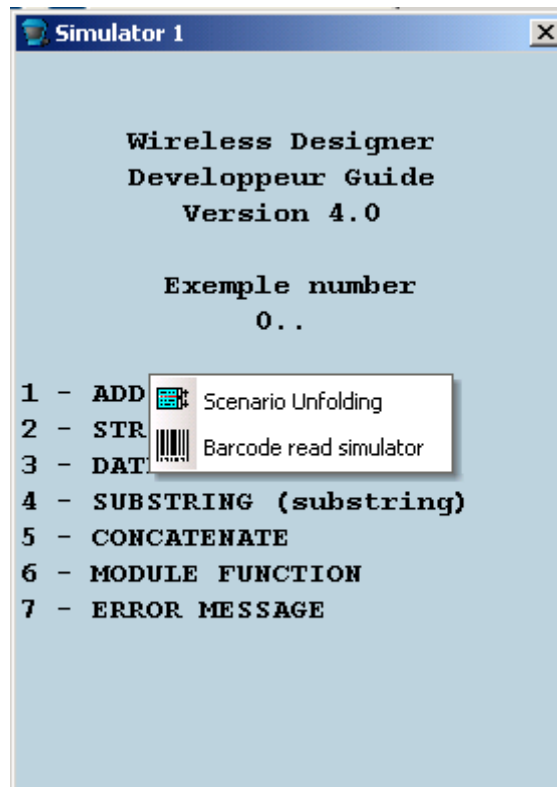 Simulator 1
Wireless Designer
Developpeur Guide
Version 4.0
Exemple number
0..
1 - ADD
Scenario Unfolding
2 - STR
Barcode read simulator
3 - DAT
4 - SUBSTRING (substring)
5 - CONCATENATE
6 - MODULE FUNCTION
7 - ERROR MESSAGE